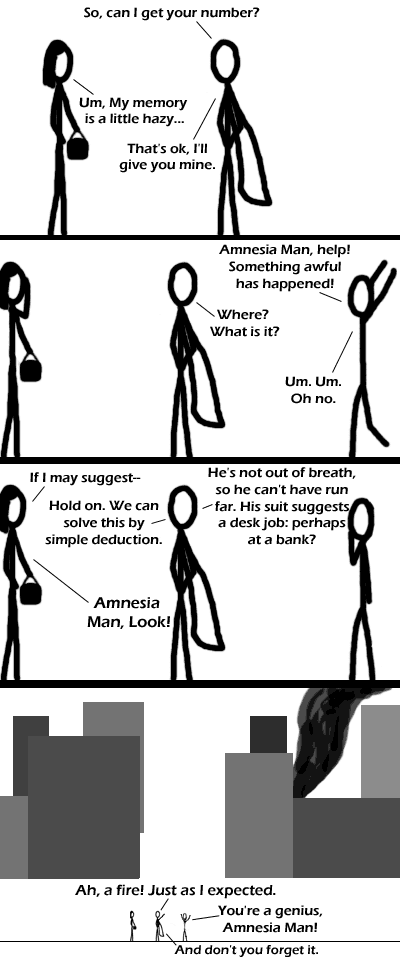 So, can I get your number?
Um, My memory
is a little hazy...
That's ok, I'll
give you mine.
Amnesia Man, help!
Something awful
has happened!
Where?
What is it?
Um. Um.
Oh no.
If I may suggest--
Hold on. We can
solve this by
simple deduction.
He's not out of breath,
so he can't have run
far. His suit suggests
a desk job: perhaps
at a bank?
Amnesia
Man, Look!
Ah, a fire! Just as I expected.
You're a genius,
Amnesia Man!
And don't you forget it.